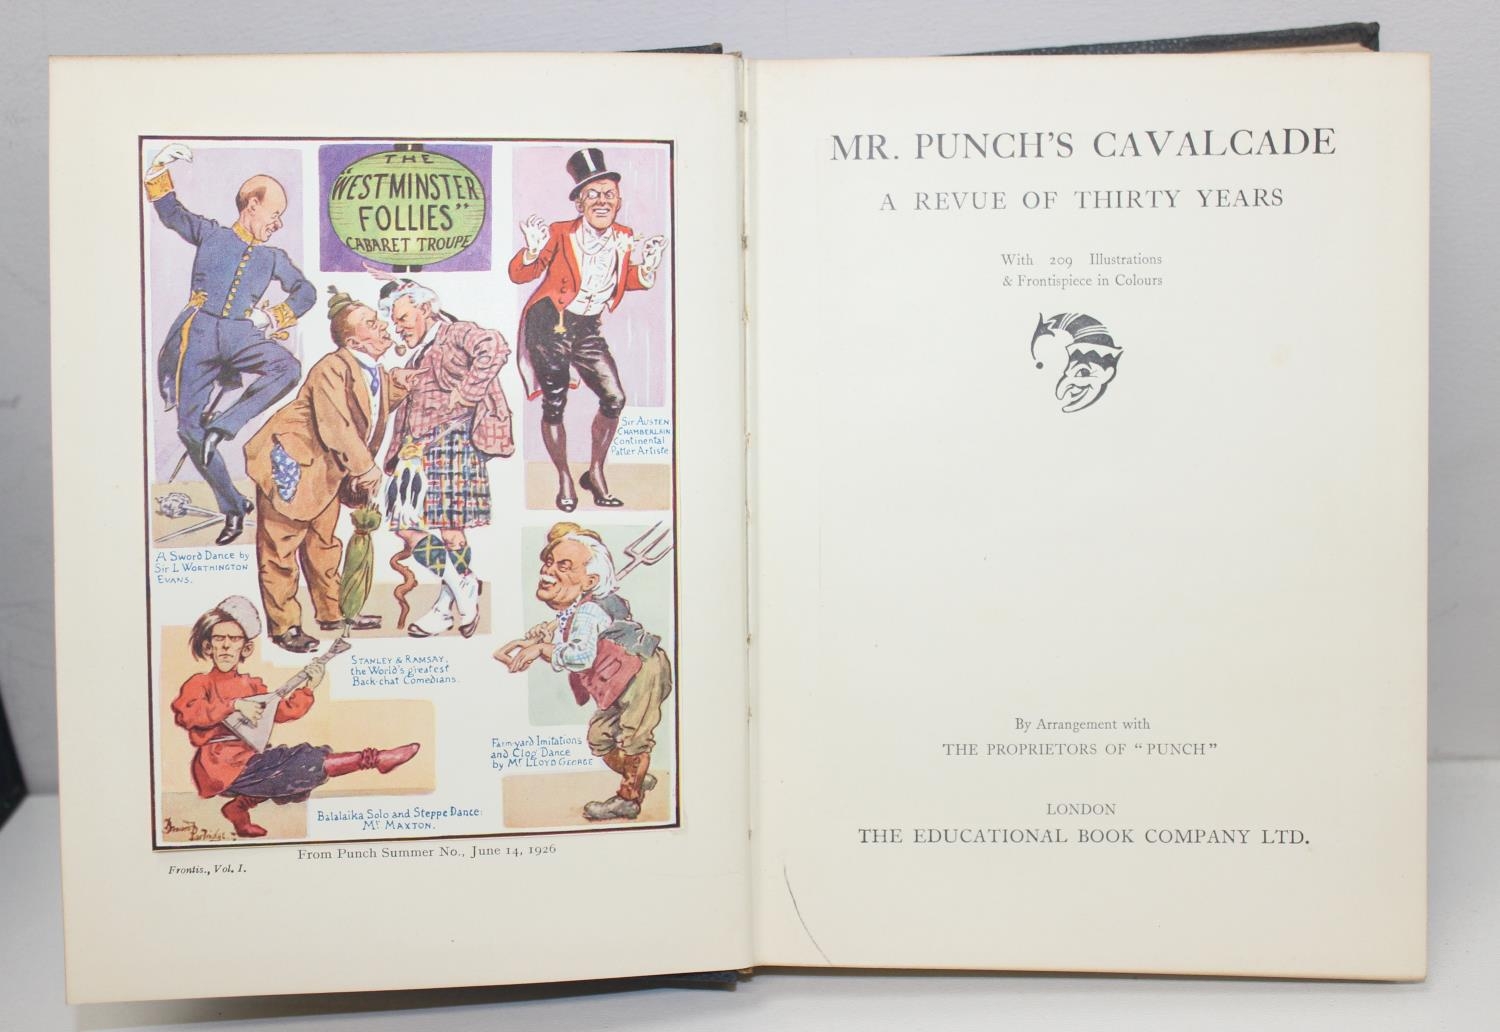 THE
"WESTMINSTER
FOLLIES"
CABARET TROUPE
Sir AUSTEN
CHAMBERLAIN
Continental
Patter Artiste
A Sword Dance by
Sir L WORTHINGTON
EVANS.
STANLEY & RAMSAY,
the World's greatest
Back-chat Comedians.
Farm-yard Imitations
and Clog Dance
by Mr LLOYD GEORGE
Balalaika Solo and Steppe Dance:
Mr MAXTON.
Bernard
Partridge
From Punch Summer No., June 14, 1926
Frontis., Vol. I.
MR. PUNCH'S CAVALCADE
A REVUE OF THIRTY YEARS
With 209 Illustrations
& Frontispiece in Colours
By Arrangement with
THE PROPRIETORS OF "PUNCH"
LONDON
THE EDUCATIONAL BOOK COMPANY LTD.